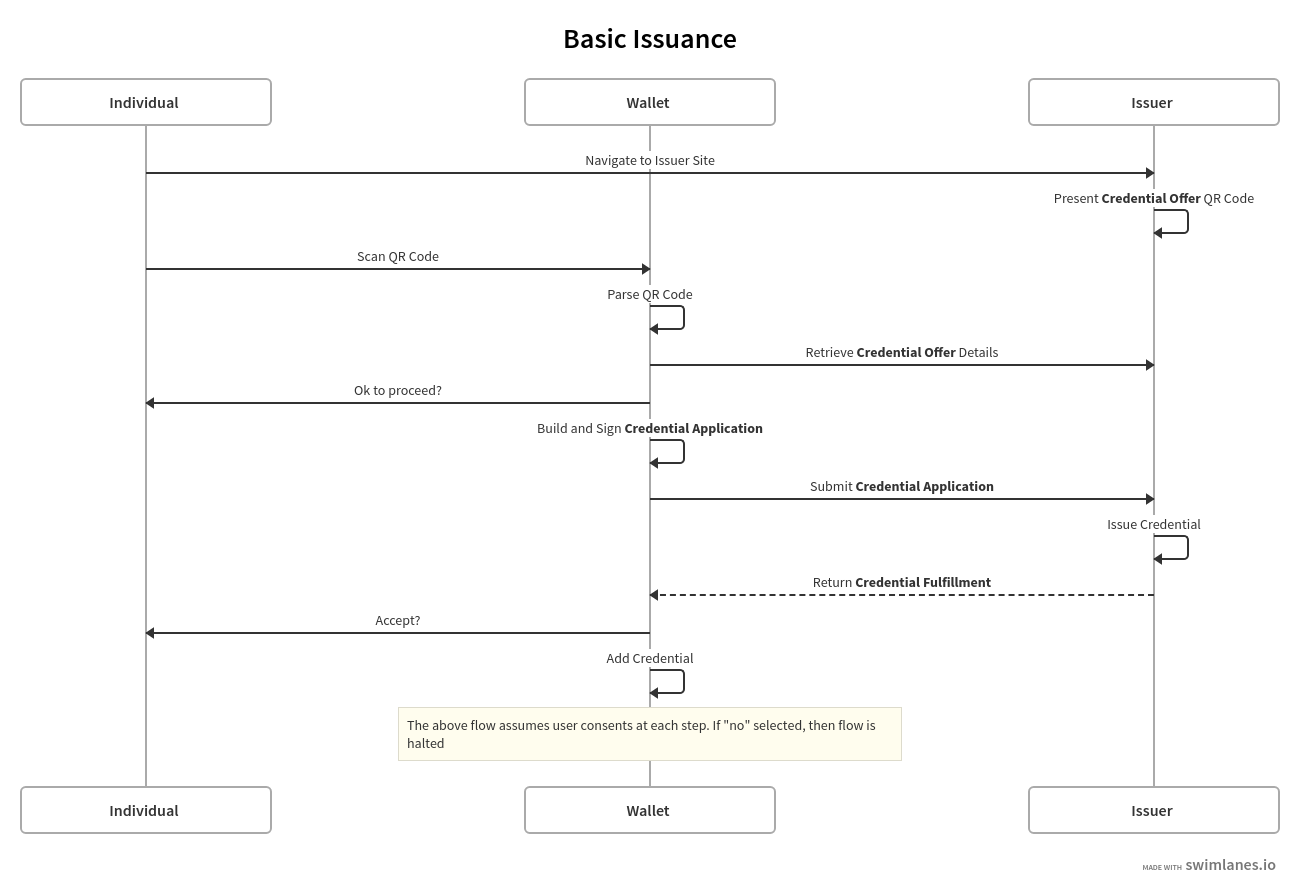 Basic Issuance
Individual
Wallet
Issuer
Navigate to Issuer Site
Present Credential Offer QR Code
Scan QR Code
Parse QR Code
Retrieve Credential Offer Details
Ok to proceed?
Build and Sign Credential Application
Submit Credential Application
Issue Credential
Return Credential Fulfillment
Accept?
Add Credential
The above flow assumes user consents at each step. If "no" selected, then flow is
halted
Individual
Wallet
Issuer
MADE WITH swimlanes.io